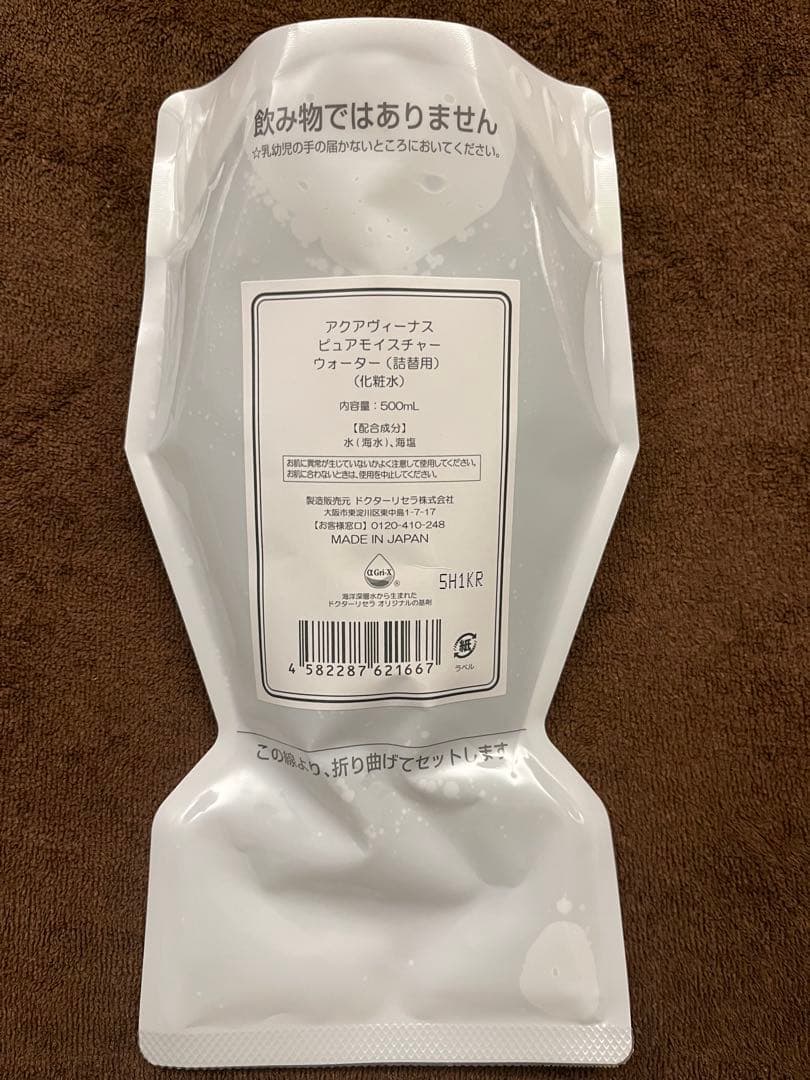 飲み物ではありません
☆乳幼児の手の届かないところにおいてください。
アクアヴィーナス
ピュアモイスチャー
ウォーター（詰替用）
（化粧水）
内容量：500mL
【配合成分】
水（海水）、海塩
お肌に異常が生じていないかよく注意して使用してください。
お肌に合わないときは、使用を中止してください。
製造販売元 ドクターリセラ株式会社
大阪市東淀川区東中島1-7-17
【お客様窓口】0120-410-248
MADE IN JAPAN
αGri-X®
5H1KR
海洋深層水から生まれた
ドクターリセラ オリジナルの基剤
4 582287 621667
紙
ラベル
この線より、折り曲げてセットします